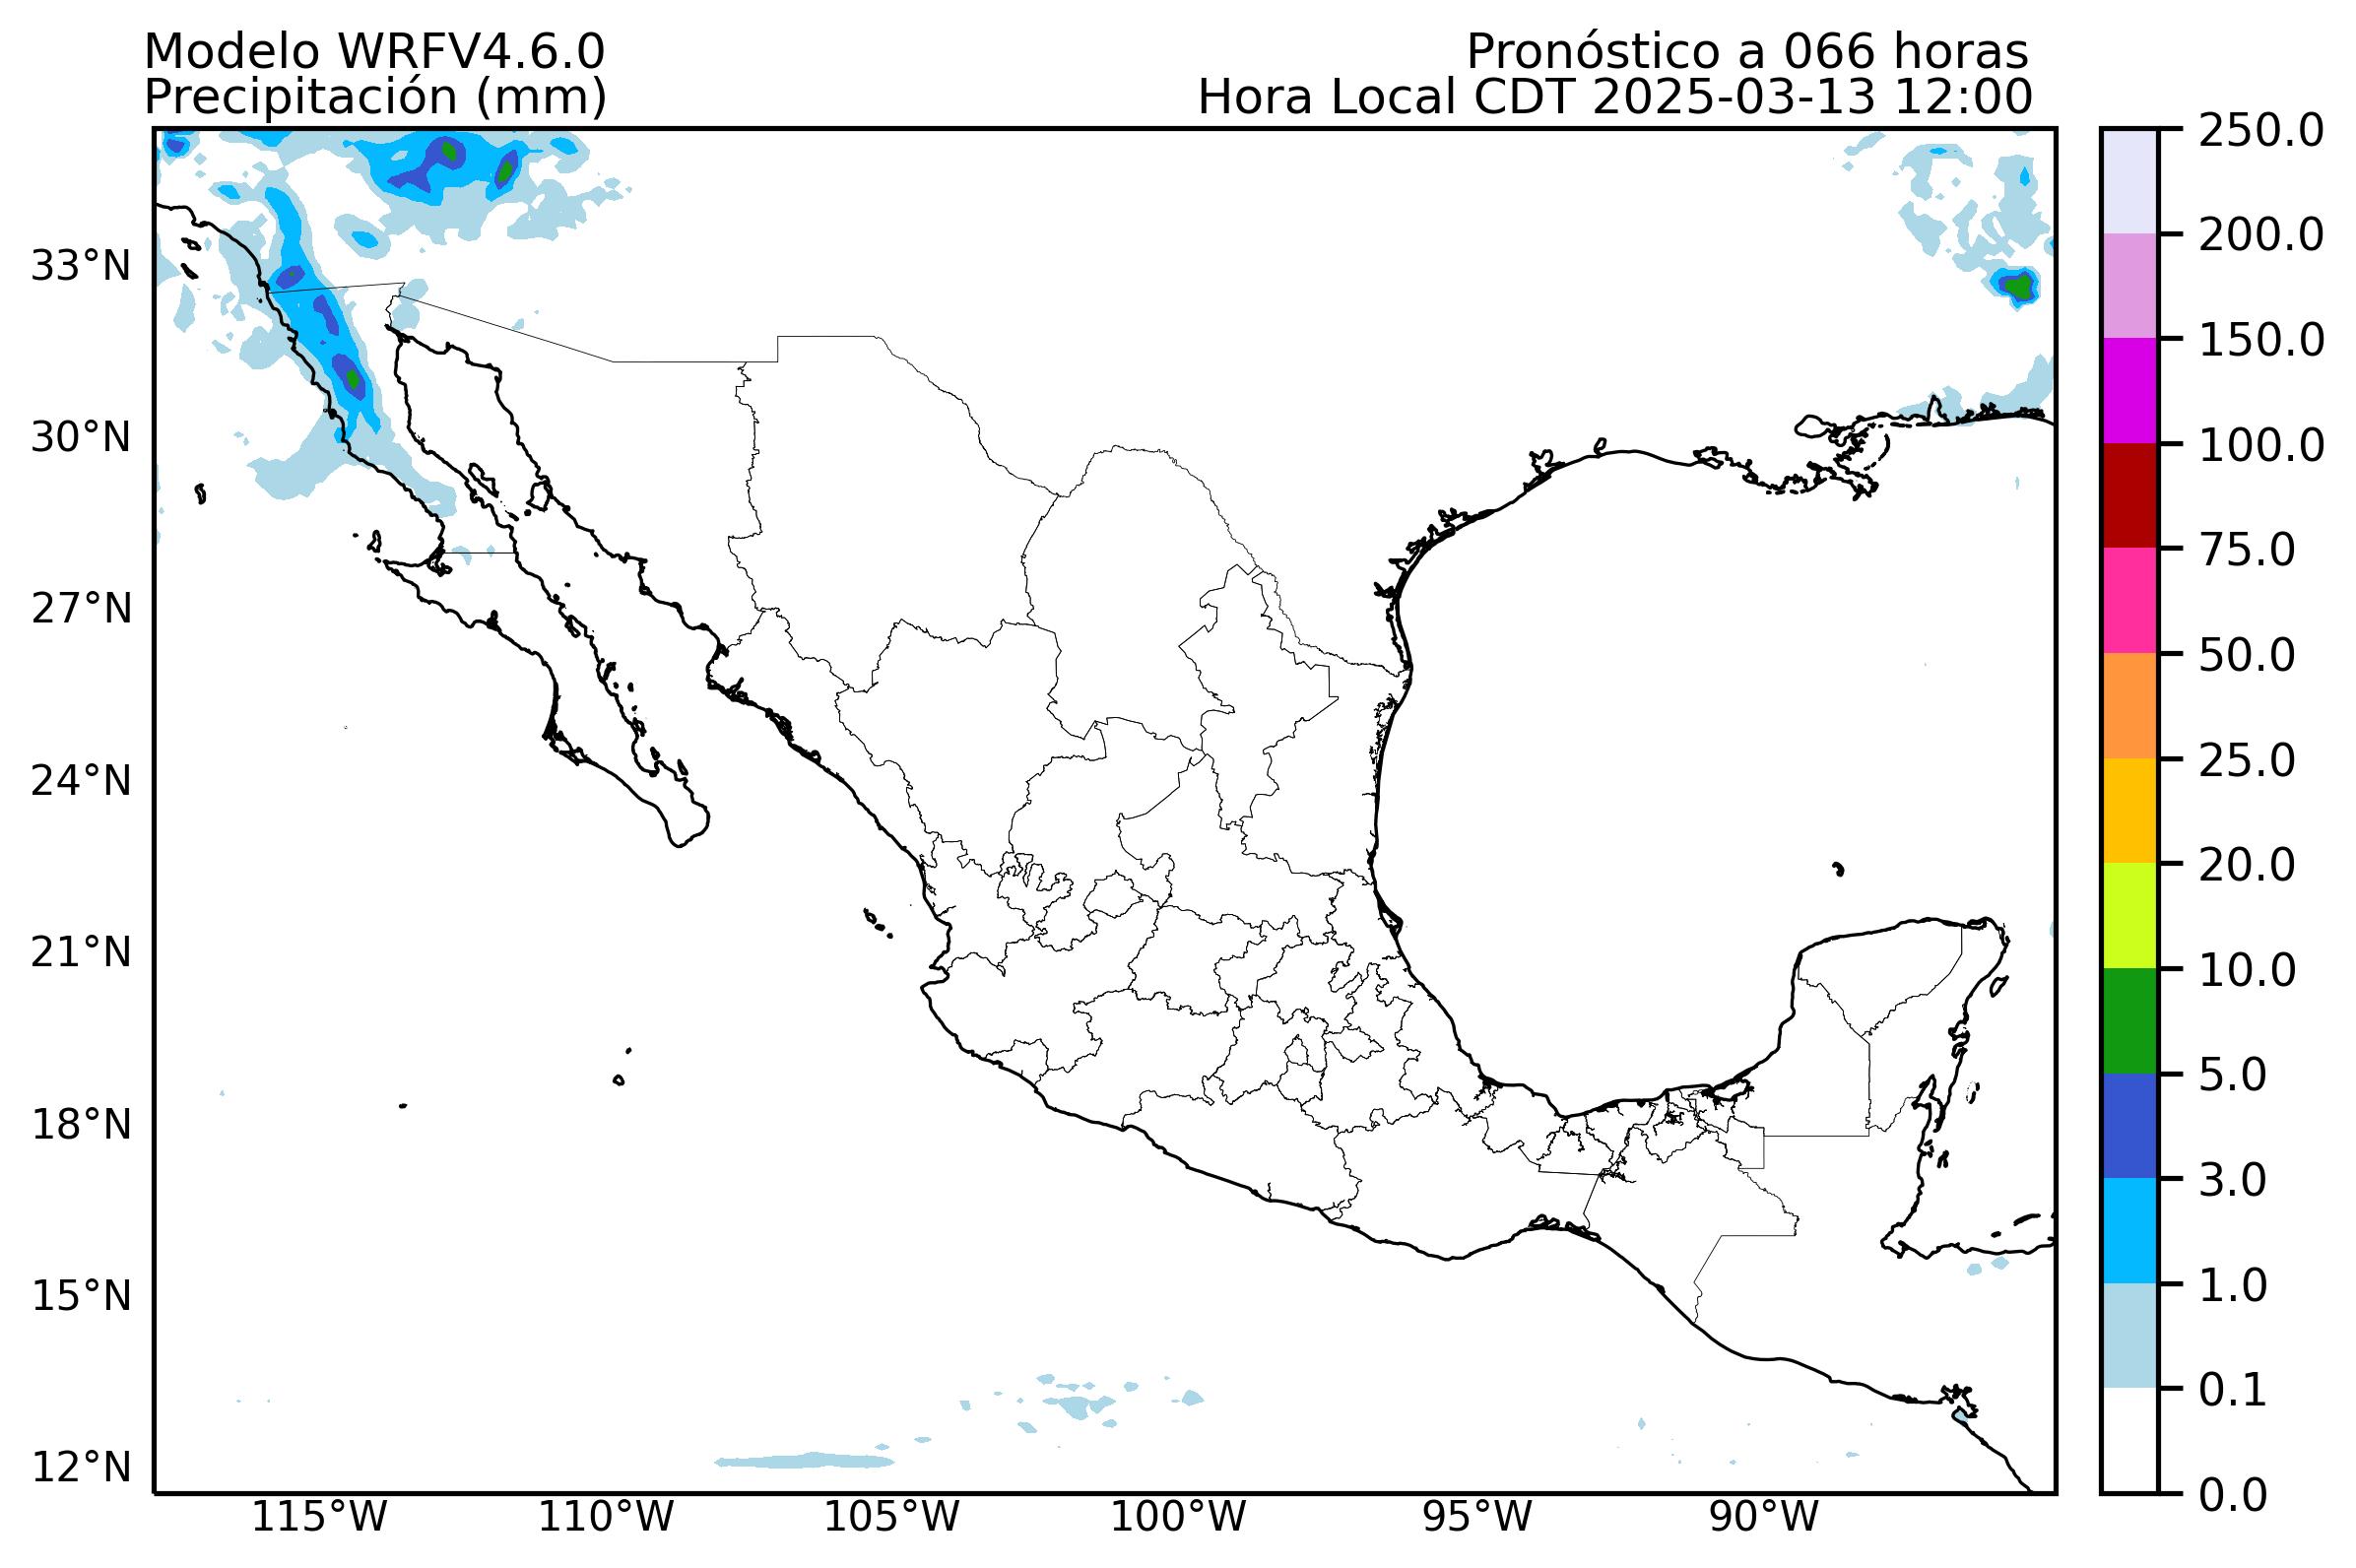 Modelo WRFV4.6.0
Precipitación (mm)
Pronóstico a 066 horas
Hora Local CDT 2025-03-13 12:00
33°N
30°N
27°N
24°N
21°N
18°N
15°N
12°N
115°W
110°W
105°W
100°W
95°W
90°W
250.0
200.0
150.0
100.0
75.0
50.0
25.0
20.0
10.0
5.0
3.0
1.0
0.1
0.0